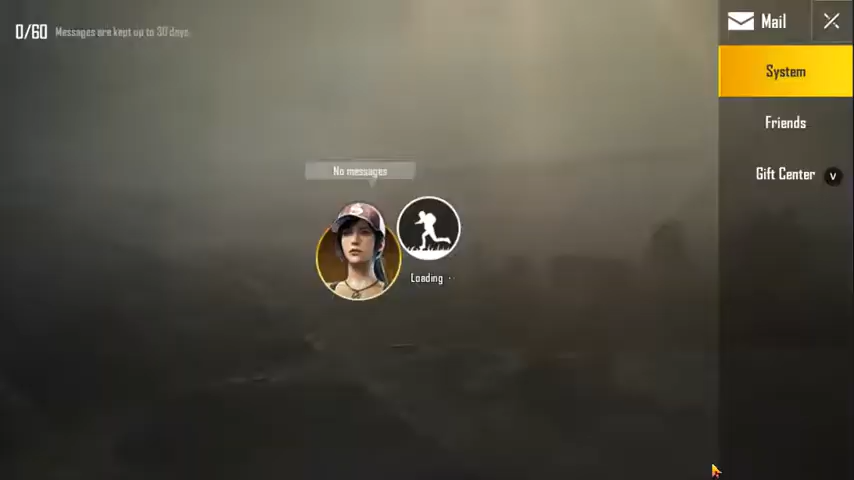 0/60 Messages are kept up to 30 days.
Mail
System
Friends
Gift Center v
No messages
Loading ··